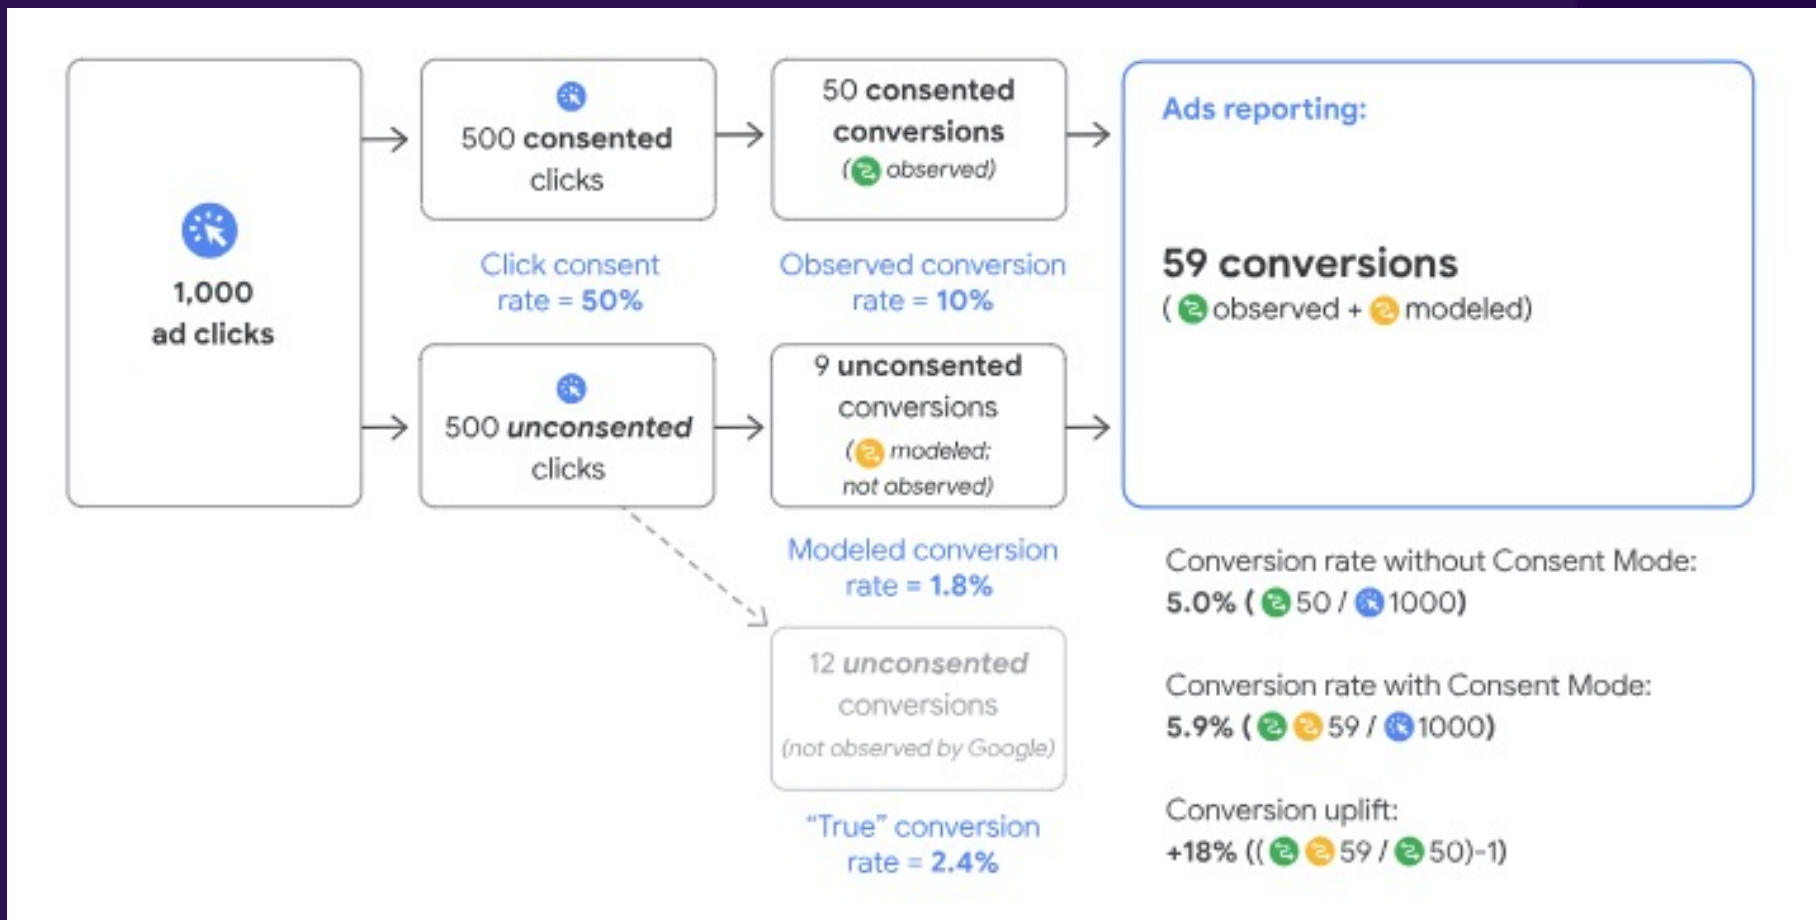 1,000
ad clicks
500 consented
clicks
Click consent
rate = 50%
50 consented
conversions
(observed)
Observed conversion
rate = 10%
500 unconsented
clicks
9 unconsented
conversions
(modeled;
not observed)
Modeled conversion
rate = 1.8%
12 unconsented
conversions
(not observed by Google)
“True” conversion
rate = 2.4%
Ads reporting:
59 conversions
(observed + modeled)
Conversion rate without Consent Mode:
5.0% (50 / 1000)
Conversion rate with Consent Mode:
5.9% (59 / 1000)
Conversion uplift:
+18% ((59 / 50)-1)